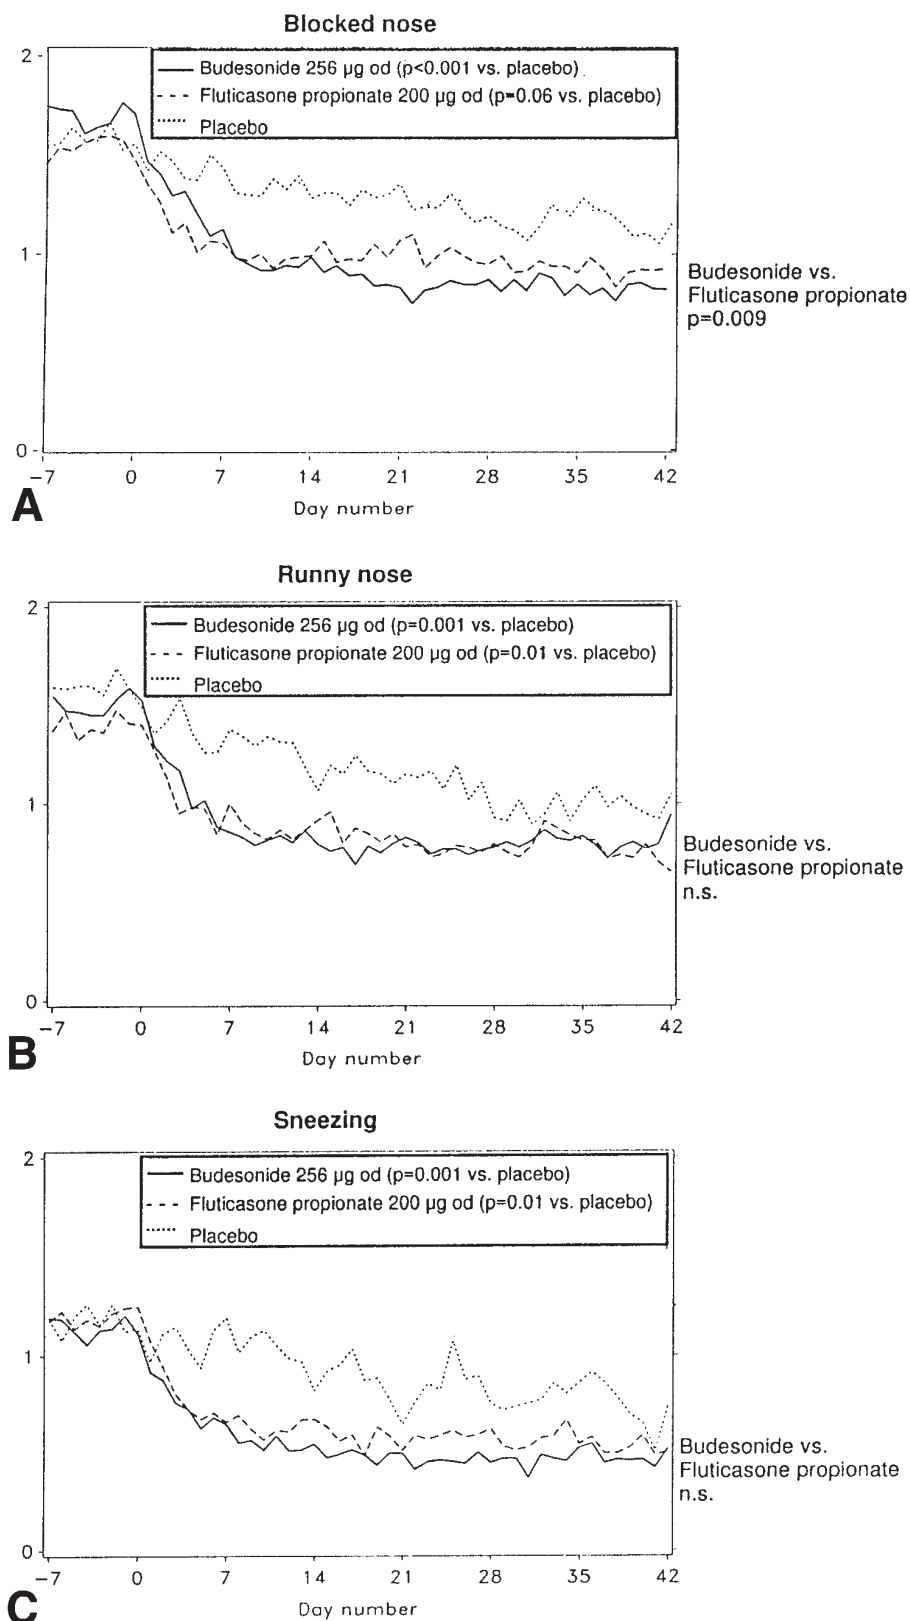 Blocked nose
2
Budesonide 256 µg od (p<0.001 vs. placebo)
Fluticasone propionate 200 µg od (p=0.06 vs. placebo)
Placebo
1
Budesonide vs.
Fluticasone propionate
p=0.009
0
−7 0 7 14 21 28 35 42
A
Day number
Runny nose
2
Budesonide 256 µg od (p=0.001 vs. placebo)
Fluticasone propionate 200 µg od (p=0.01 vs. placebo)
Placebo
1
Budesonide vs.
Fluticasone propionate
n.s.
0
−7 0 7 14 21 28 35 42
B
Day number
Sneezing
2
Budesonide 256 µg od (p=0.001 vs. placebo)
Fluticasone propionate 200 µg od (p=0.01 vs. placebo)
Placebo
1
Budesonide vs.
Fluticasone propionate
n.s.
0
−7 0 7 14 21 28 35 42
C
Day number